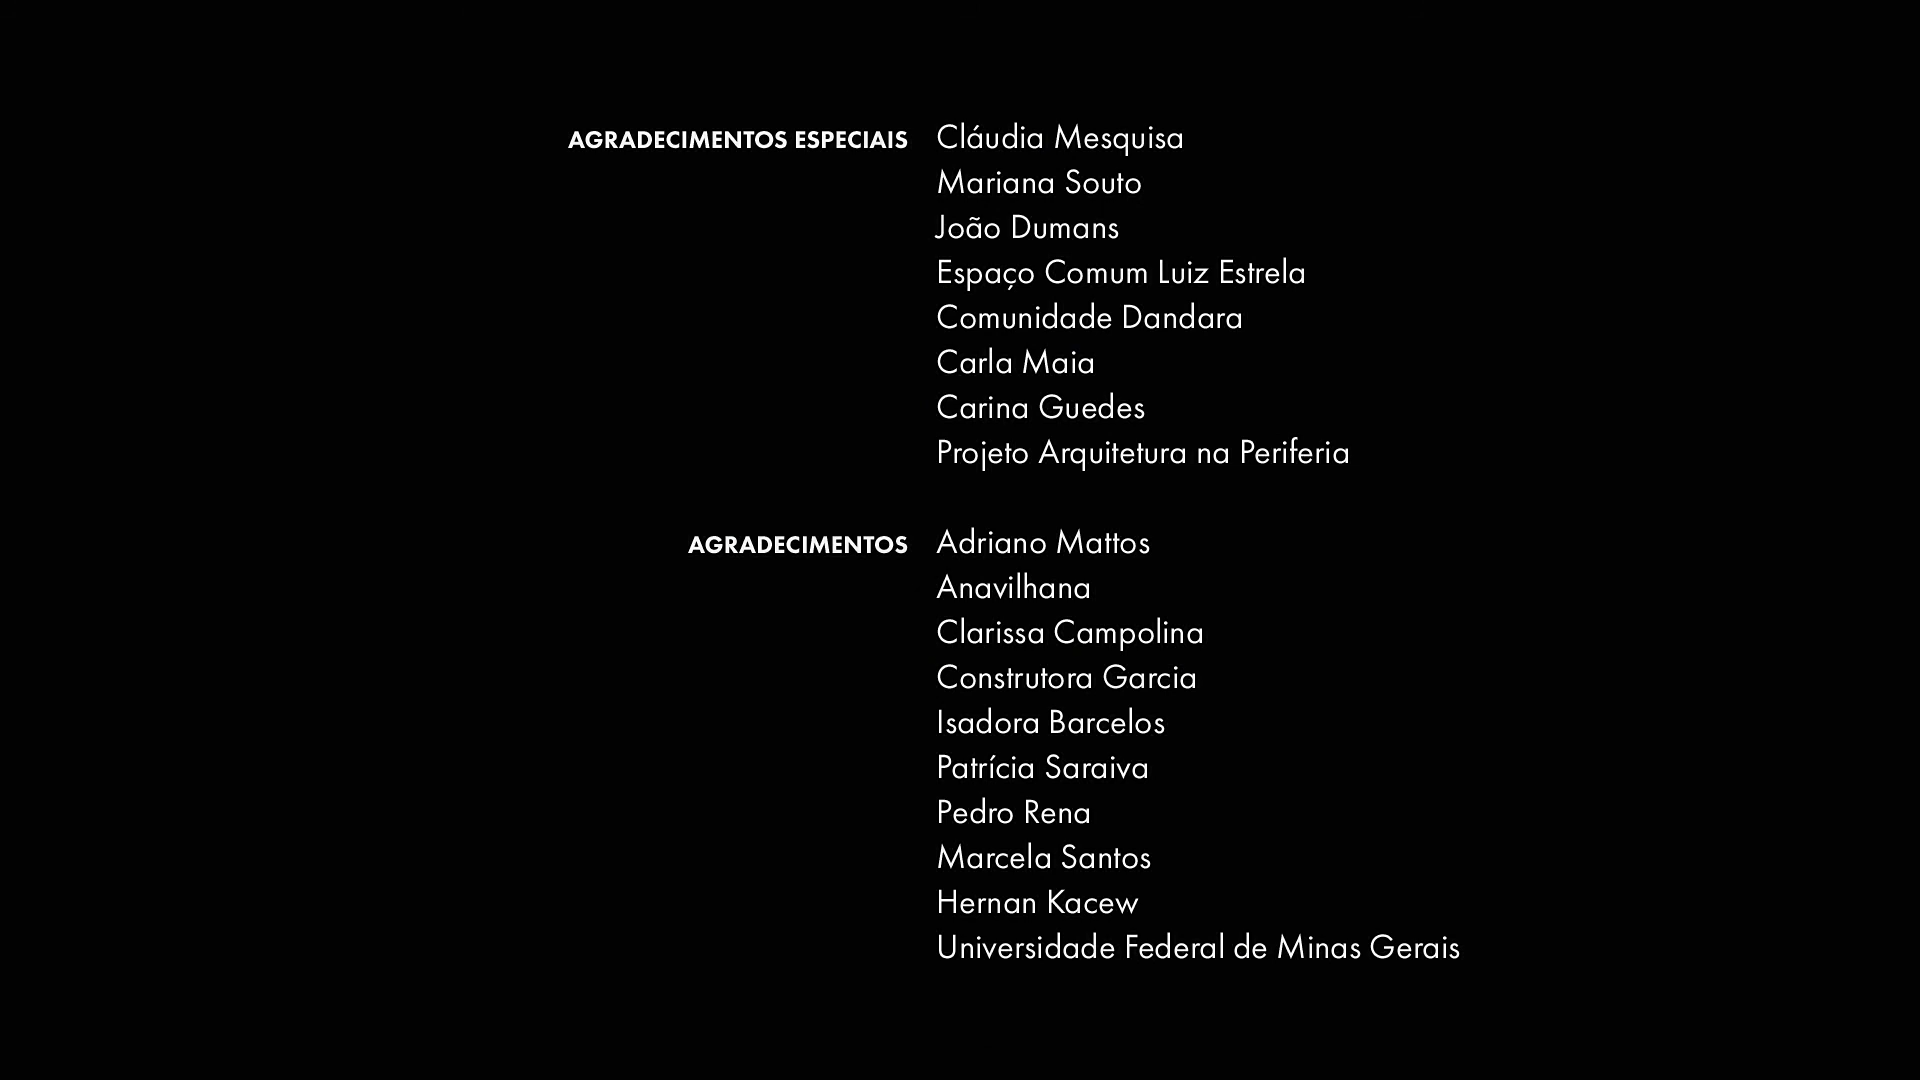 AGRADECIMENTOS ESPECIAIS Cláudia Mesquisa
Mariana Souto
João Dumans
Espaço Comum Luiz Estrela
Comunidade Dandara
Carla Maia
Carina Guedes
Projeto Arquitetura na Periferia
AGRADECIMENTOS Adriano Mattos
Anavilhana
Clarissa Campolina
Construtora Garcia
Isadora Barcelos
Patrícia Saraiva
Pedro Rena
Marcela Santos
Hernan Kacew
Universidade Federal de Minas Gerais